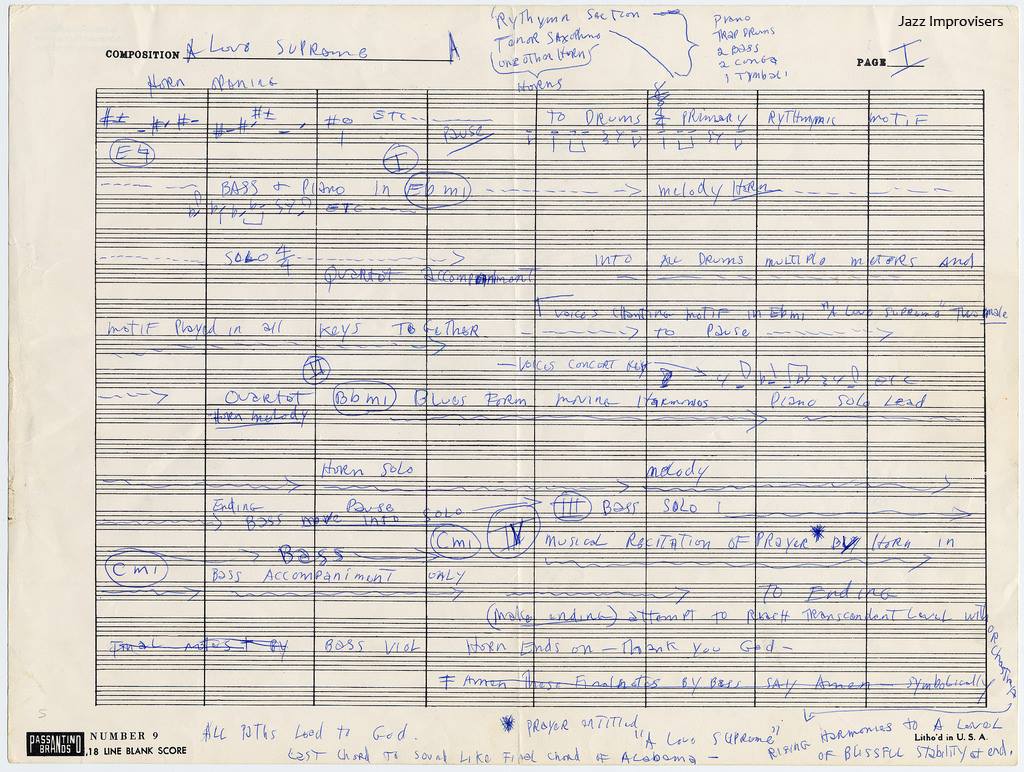 Jazz Improvisers
Rythymn Section
Tenor Saxophone
(one other Horn)
Horns
Piano
TRAP DRUMS
2 BASS
2 CONGA
1 Tymbali
COMPOSITION A Love Supreme A
PAGE I
Horn opening
ETC
Pause
TO DRUMS PRIMARY RYTHMMIC MOTIF
E
I
BASS + Piano in Ebmi melody Horn
ETC
SOLO 4/4 INTO ALL DRUMS multiple meters AND
Quartet Accompaniment
voices chanting motif in Ebmi "A Love Supreme" Two male
motif Played in all keys Together to Pause
II
voices concert key
etc
Quartet Bbmi Blues Form moving Harmonies Piano Solo Lead
Horn melody
Horn Solo melody
Ending Pause III Bass SOLO 1
Bass move into SOLO
Cmi IV MUSICAL RECITATION OF PRAYER * BY HORN in
Bass
Cmi Bass Accompaniment only
To Ending
(make ending) attempt to Reach Transcendent Level with
ORCHESTRA
Final notes + BY Bass Viol Horn Ends on — Thank you God —
Amen These Final notes By Bass SAY Amen — Symbolically
PASSANTINO BRANDS
NUMBER 9
18 LINE BLANK SCORE
ALL PATHS Lead to God.
Last Chord To Sound Like Final chord of Alabama —
* PRAYER entitled
"A Love Supreme"
RISING Harmonies to A Level
OF BLISSFUL Stability at end.
Litho'd in U. S. A.
5